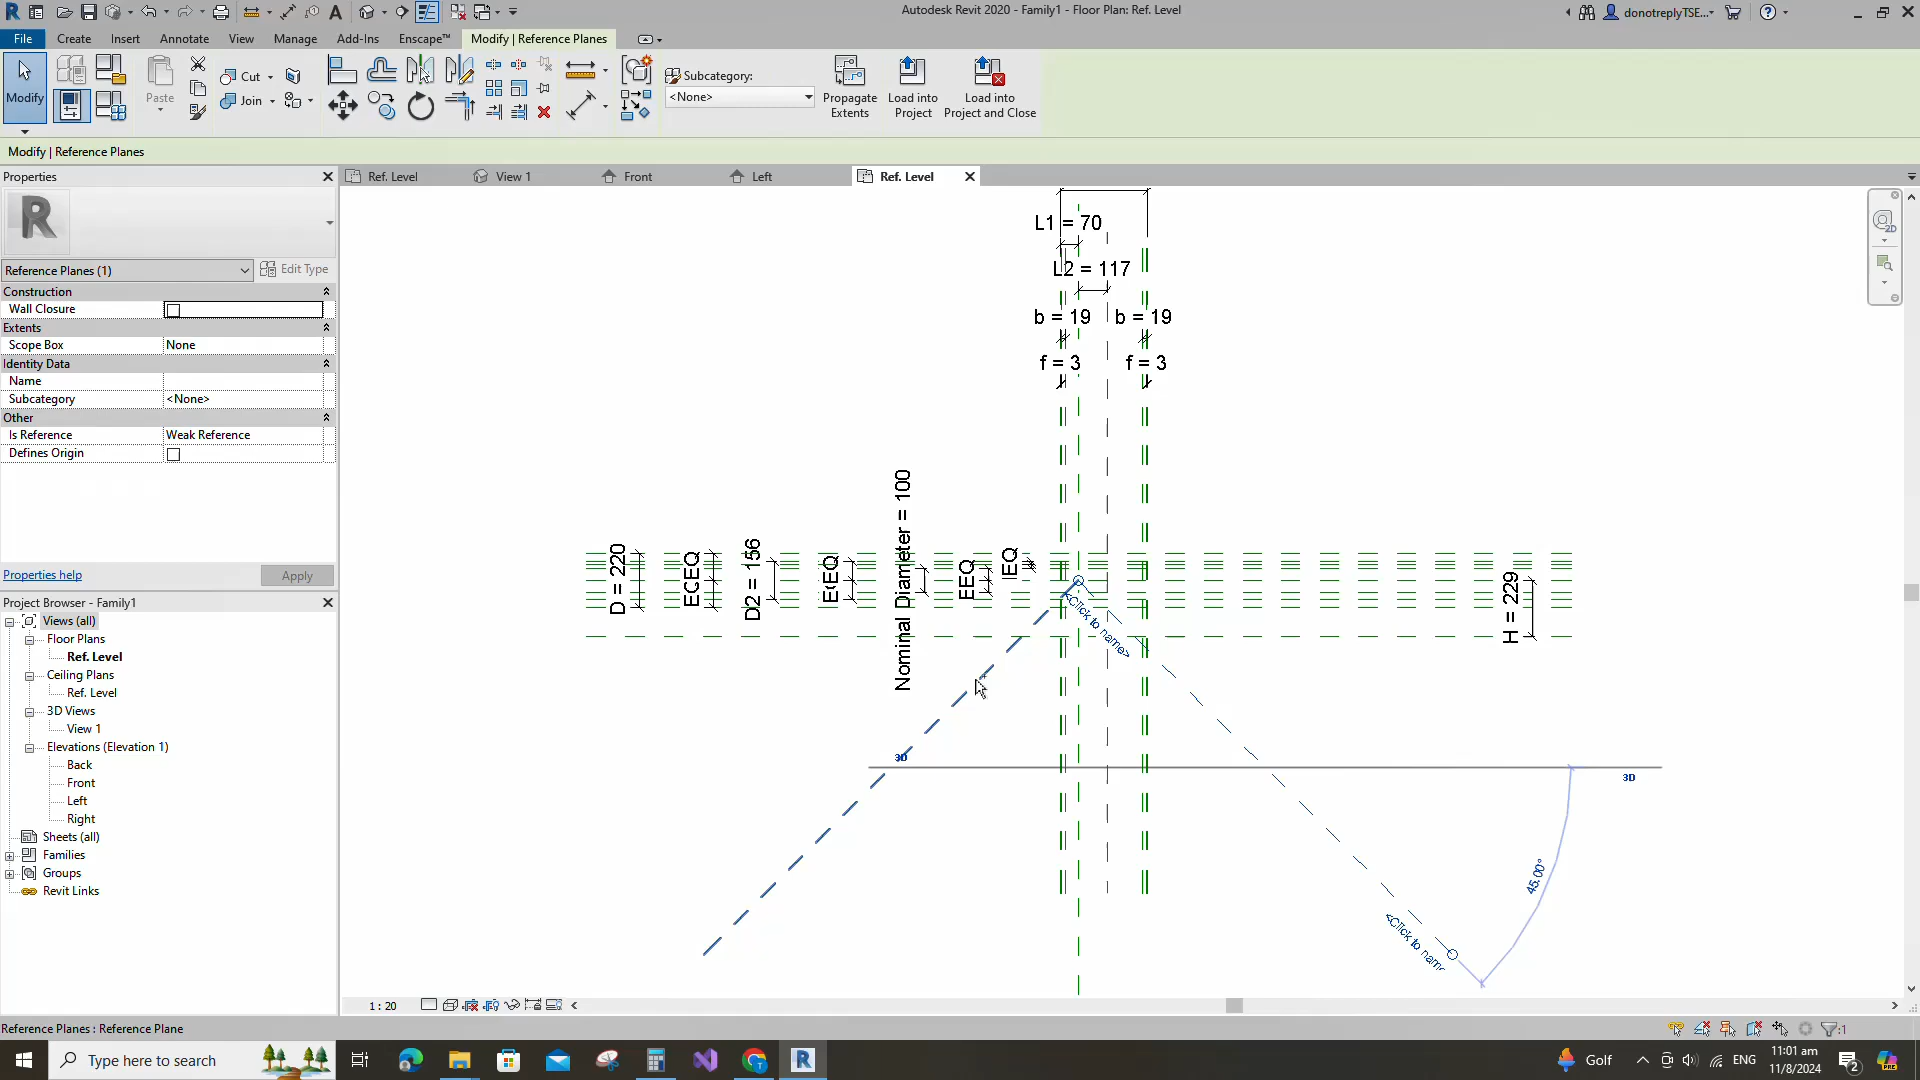 Autodesk Revit 2020 - Family1 - Floor Plan: Ref. Level
donotreplyTSE...
File Create Insert Annotate View Manage Add-Ins Enscape™ Modify | Reference Planes
Modify
Paste
Cut
Join
Subcategory:
<None>
Propagate Extents
Load into Project
Load into Project and Close
Modify | Reference Planes
Properties
Ref. Level View 1 Front Left Ref. Level
Reference Planes (1)
Edit Type
Construction
Wall Closure
Extents
Scope Box None
Identity Data
Name
Subcategory <None>
Other
Is Reference Weak Reference
Defines Origin
Properties help
Apply
Project Browser - Family1
Views (all)
Floor Plans
Ref. Level
Ceiling Plans
Ref. Level
3D Views
View 1
Elevations (Elevation 1)
Back
Front
Left
Right
Sheets (all)
Families
Groups
Revit Links
L1 = 70
L2 = 117
b = 19 b = 19
f = 3 f = 3
D = 220
D2 = 156
Nominal Diameter = 100
EQ
H = 229
<Click to name>
3D
3D
45.00°
<Click to name
1 : 20
Reference Planes : Reference Plane
:1
Type here to search
Golf
ENG
11:01 am
11/8/2024
2
2D